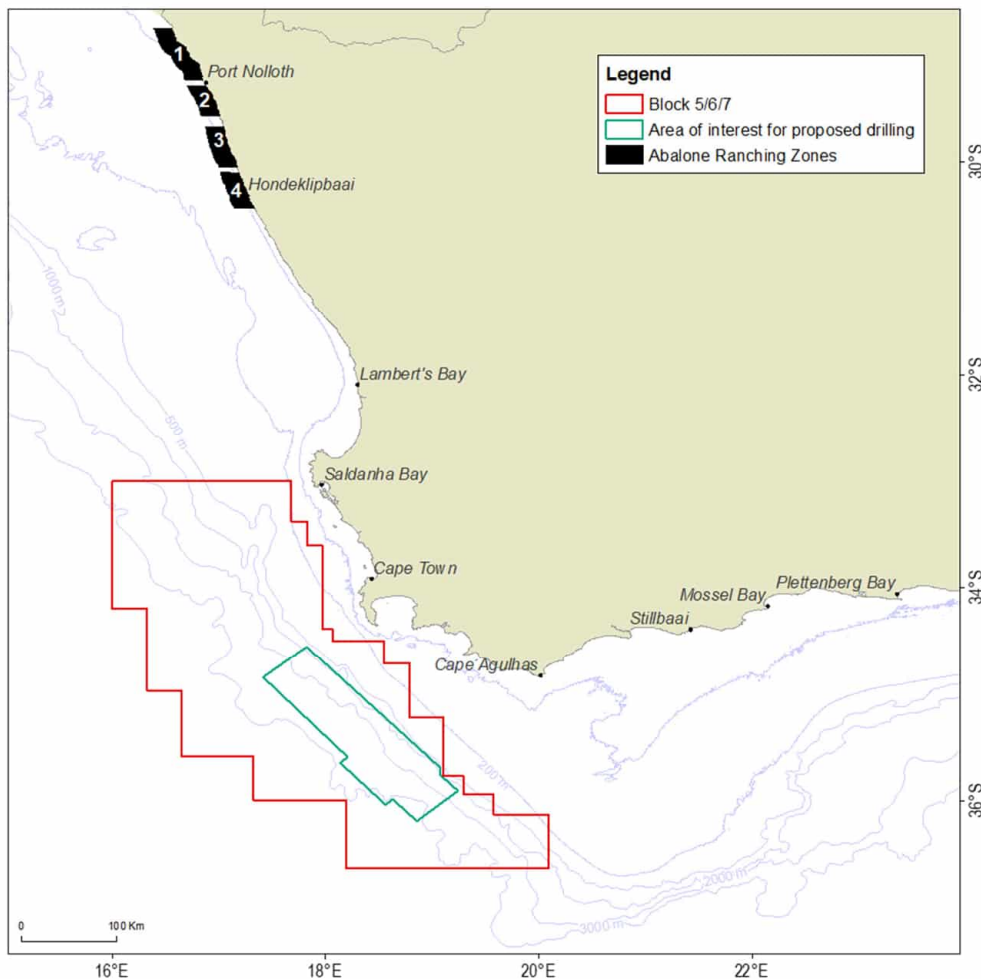 1
Port Nolloth
2
3
4
Hondeklipbaai
Legend
Block 5/6/7
Area of interest for proposed drilling
Abalone Ranching Zones
30°S
1000 m
500 m
Lambert's Bay
32°S
Saldanha Bay
Cape Town
34°S
Plettenberg Bay
Mossel Bay
Stillbaai
Cape Agulhas
200 m
36°S
2000 m
3000 m
0 100 Km
16°E 18°E 20°E 22°E